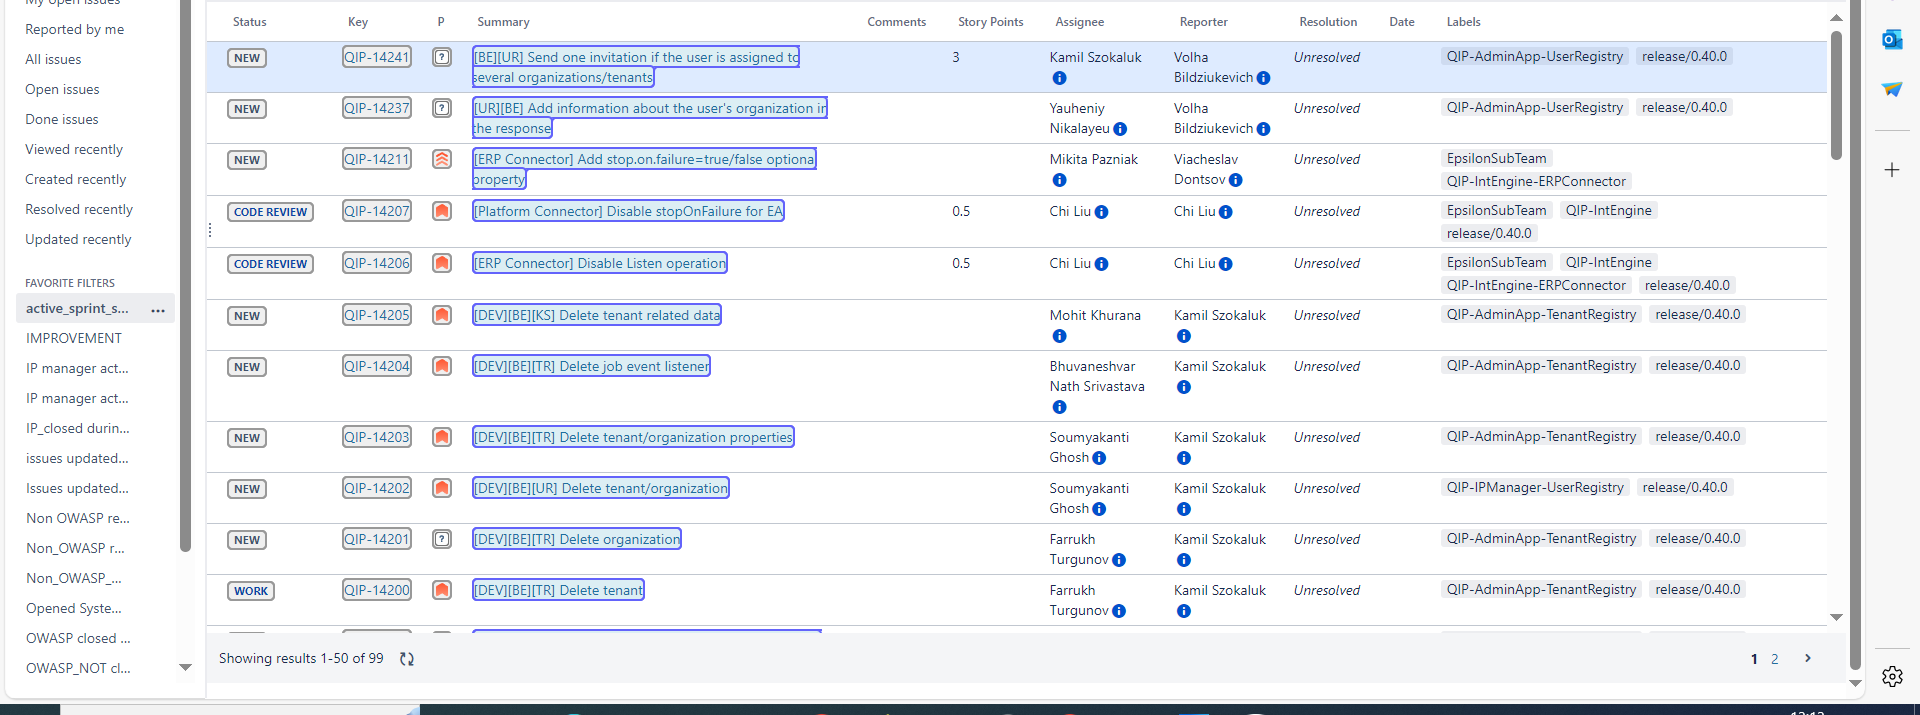 My open issues
Reported by me
All issues
Open issues
Done issues
Viewed recently
Created recently
Resolved recently
Updated recently
FAVORITE FILTERS
active_sprint_s...
IMPROVEMENT
IP manager act...
IP manager act...
IP_closed durin...
issues updated...
Issues updated...
Non OWASP re...
Non_OWASP r...
Non_OWASP_...
Opened Syste...
OWASP closed ...
OWASP_NOT cl...
Status Key P Summary Comments Story Points Assignee Reporter Resolution Date Labels
NEW QIP-14241 [BE][UR] Send one invitation if the user is assigned to 3 Kamil Szokaluk Volha Unresolved QIP-AdminApp-UserRegistry release/0.40.0
several organizations/tenants Bildziukevich
NEW QIP-14237 [UR][BE] Add information about the user's organization in Yauheniy Volha Unresolved QIP-AdminApp-UserRegistry release/0.40.0
the response Nikalayeu Bildziukevich
NEW QIP-14211 [ERP Connector] Add stop.on.failure=true/false optiona Mikita Pazniak Viacheslav Unresolved EpsilonSubTeam
property Dontsov QIP-IntEngine-ERPConnector
CODE REVIEW QIP-14207 [Platform Connector] Disable stopOnFailure for EA 0.5 Chi Liu Chi Liu Unresolved EpsilonSubTeam QIP-IntEngine
release/0.40.0
CODE REVIEW QIP-14206 [ERP Connector] Disable Listen operation 0.5 Chi Liu Chi Liu Unresolved EpsilonSubTeam QIP-IntEngine
QIP-IntEngine-ERPConnector release/0.40.0
NEW QIP-14205 [DEV][BE][KS] Delete tenant related data Mohit Khurana Kamil Szokaluk Unresolved QIP-AdminApp-TenantRegistry release/0.40.0
NEW QIP-14204 [DEV][BE][TR] Delete job event listener Bhuvaneshvar Kamil Szokaluk Unresolved QIP-AdminApp-TenantRegistry release/0.40.0
Nath Srivastava
NEW QIP-14203 [DEV][BE][TR] Delete tenant/organization properties Soumyakanti Kamil Szokaluk Unresolved QIP-AdminApp-TenantRegistry release/0.40.0
Ghosh
NEW QIP-14202 [DEV][BE][UR] Delete tenant/organization Soumyakanti Kamil Szokaluk Unresolved QIP-IPManager-UserRegistry release/0.40.0
Ghosh
NEW QIP-14201 [DEV][BE][TR] Delete organization Farrukh Kamil Szokaluk Unresolved QIP-AdminApp-TenantRegistry release/0.40.0
Turgunov
WORK QIP-14200 [DEV][BE][TR] Delete tenant Farrukh Kamil Szokaluk Unresolved QIP-AdminApp-TenantRegistry release/0.40.0
Turgunov
Showing results 1-50 of 99 1 2